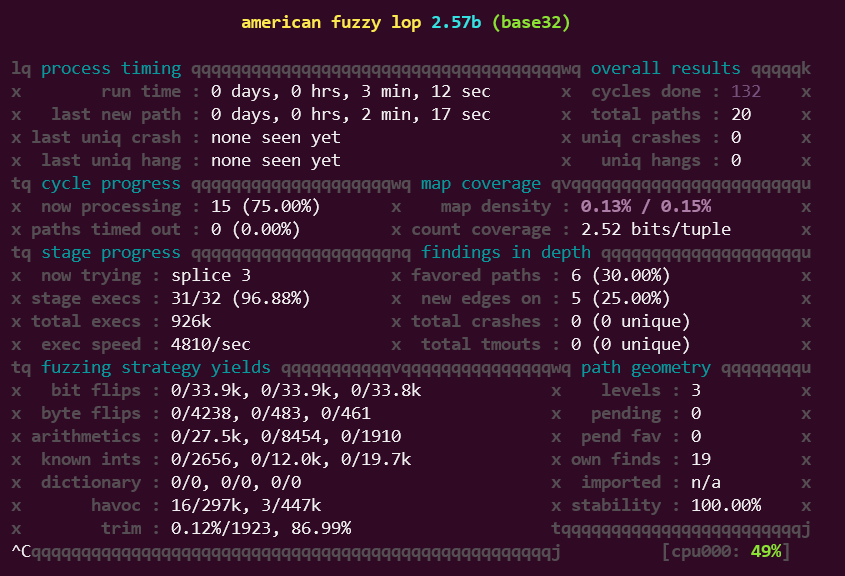 american fuzzy lop 2.57b (base32)
lq process timing qqqqqqqqqqqqqqqqqqqqqqqqqqqqqqqqqqqqqwq overall results qqqqqk
x        run time : 0 days, 0 hrs, 3 min, 12 sec       x  cycles done : 132    x
x   last new path : 0 days, 0 hrs, 2 min, 17 sec       x  total paths : 20     x
x last uniq crash : none seen yet                      x uniq crashes : 0      x
x  last uniq hang : none seen yet                      x   uniq hangs : 0      x
tq cycle progress qqqqqqqqqqqqqqqqqqqqwq map coverage qvqqqqqqqqqqqqqqqqqqqqqqqu
x  now processing : 15 (75.00%)       x    map density : 0.13% / 0.15%         x
x paths timed out : 0 (0.00%)         x count coverage : 2.52 bits/tuple       x
tq stage progress qqqqqqqqqqqqqqqqqqqqnq findings in depth qqqqqqqqqqqqqqqqqqqqu
x  now trying : splice 3              x favored paths : 6 (30.00%)             x
x stage execs : 31/32 (96.88%)        x  new edges on : 5 (25.00%)             x
x total execs : 926k                  x total crashes : 0 (0 unique)           x
x  exec speed : 4810/sec              x  total tmouts : 0 (0 unique)           x
tq fuzzing strategy yields qqqqqqqqqqqvqqqqqqqqqqqqqqqwq path geometry qqqqqqqqu
x   bit flips : 0/33.9k, 0/33.9k, 0/33.8k             x    levels : 3          x
x  byte flips : 0/4238, 0/483, 0/461                  x   pending : 0          x
x arithmetics : 0/27.5k, 0/8454, 0/1910               x  pend fav : 0          x
x  known ints : 0/2656, 0/12.0k, 0/19.7k              x own finds : 19         x
x  dictionary : 0/0, 0/0, 0/0                         x  imported : n/a        x
x       havoc : 16/297k, 3/447k                       x stability : 100.00%    x
x        trim : 0.12%/1923, 86.99%                    tqqqqqqqqqqqqqqqqqqqqqqqqj
^Cqqqqqqqqqqqqqqqqqqqqqqqqqqqqqqqqqqqqqqqqqqqqqqqqqqqqj          [cpu000: 49%]